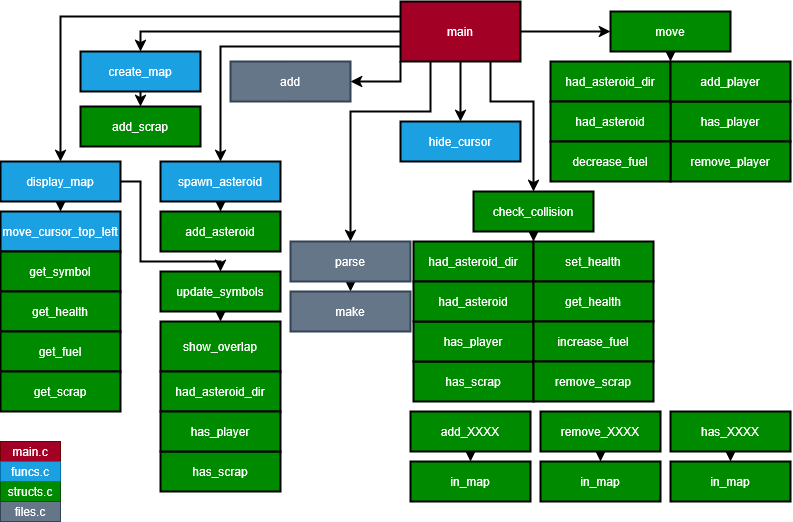 main
move
create_map
add
had_asteroid_dir
add_player
add_scrap
had_asteroid
has_player
hide_cursor
decrease_fuel
remove_player
display_map
spawn_asteroid
check_collision
move_cursor_top_left
add_asteroid
parse
had_asteroid_dir
set_health
get_symbol
update_symbols
make
had_asteroid
get_health
get_health
show_overlap
has_player
increase_fuel
get_fuel
had_asteroid_dir
has_scrap
remove_scrap
get_scrap
has_player
add_XXXX
remove_XXXX
has_XXXX
has_scrap
in_map
in_map
in_map
main.c
funcs.c
structs.c
files.c